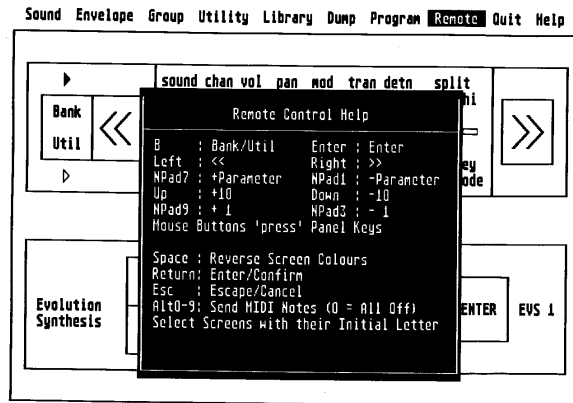 Sound Envelope Group Utility Library Dump Program Remote Quit Help
sound chan vol pan mod tran detn split
hi
Bank
Util
<<
>>
ey
ode
Remote Control Help
B : Bank/Util Enter : Enter
Left : << Right : >>
NPad7 : +Parameter NPad1 : -Parameter
Up : +10 Down : -10
NPad9 : + 1 NPad3 : - 1
Mouse Buttons 'press' Panel Keys
Space : Reverse Screen Colours
Return: Enter/Confirm
Esc : Escape/Cancel
Alt0-9: Send MIDI Notes (0 = All Off)
Select Screens with their Initial Letter
Evolution
Synthesis
ENTER
EVS 1